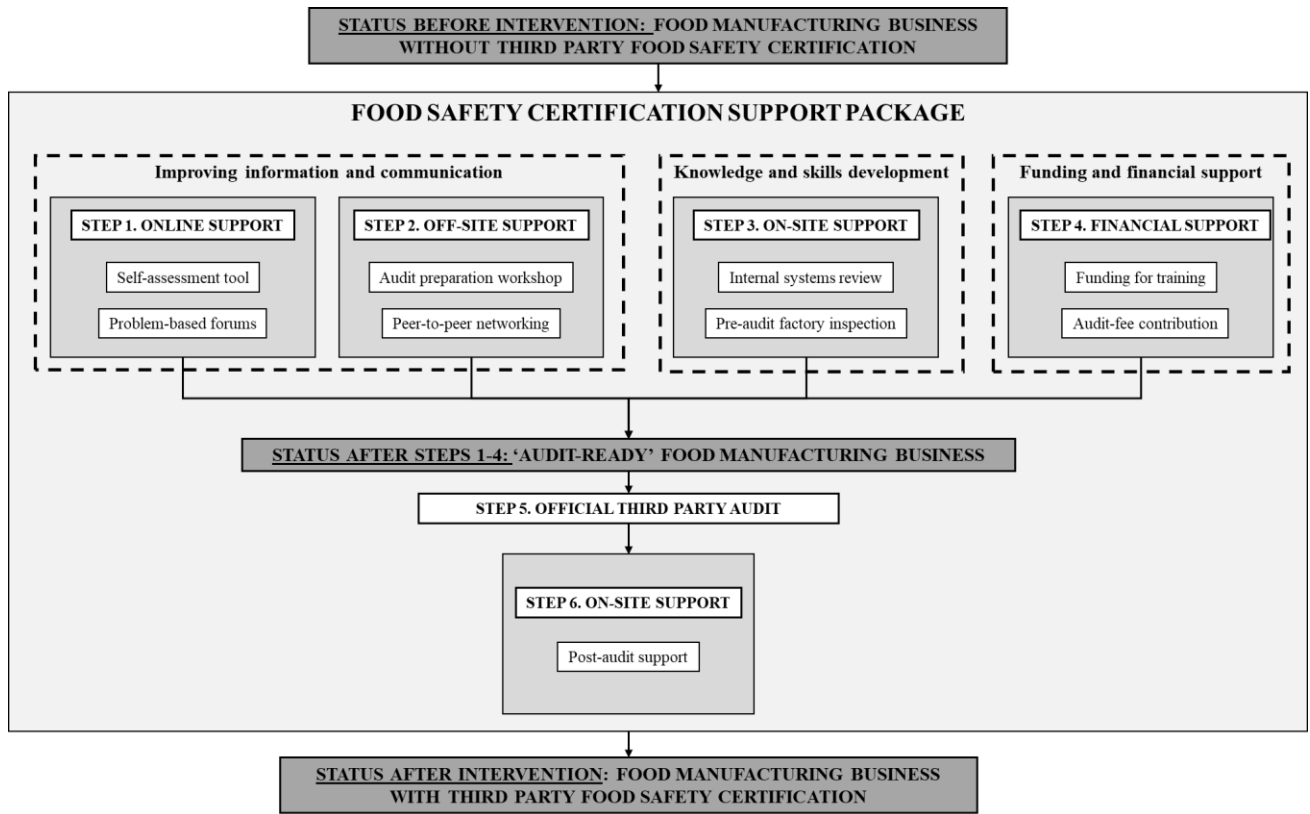 STATUS BEFORE INTERVENTION: FOOD MANUFACTURING BUSINESS
WITHOUT THIRD PARTY FOOD SAFETY CERTIFICATION
FOOD SAFETY CERTIFICATION SUPPORT PACKAGE
Improving information and communication
STEP 1. ONLINE SUPPORT
Self-assessment tool
Problem-based forums
STEP 2. OFF-SITE SUPPORT
Audit preparation workshop
Peer-to-peer networking
Knowledge and skills development
STEP 3. ON-SITE SUPPORT
Internal systems review
Pre-audit factory inspection
Funding and financial support
STEP 4. FINANCIAL SUPPORT
Funding for training
Audit-fee contribution
STATUS AFTER STEPS 1-4: ‘AUDIT-READY’ FOOD MANUFACTURING BUSINESS
STEP 5. OFFICIAL THIRD PARTY AUDIT
STEP 6. ON-SITE SUPPORT
Post-audit support
STATUS AFTER INTERVENTION: FOOD MANUFACTURING BUSINESS
WITH THIRD PARTY FOOD SAFETY CERTIFICATION